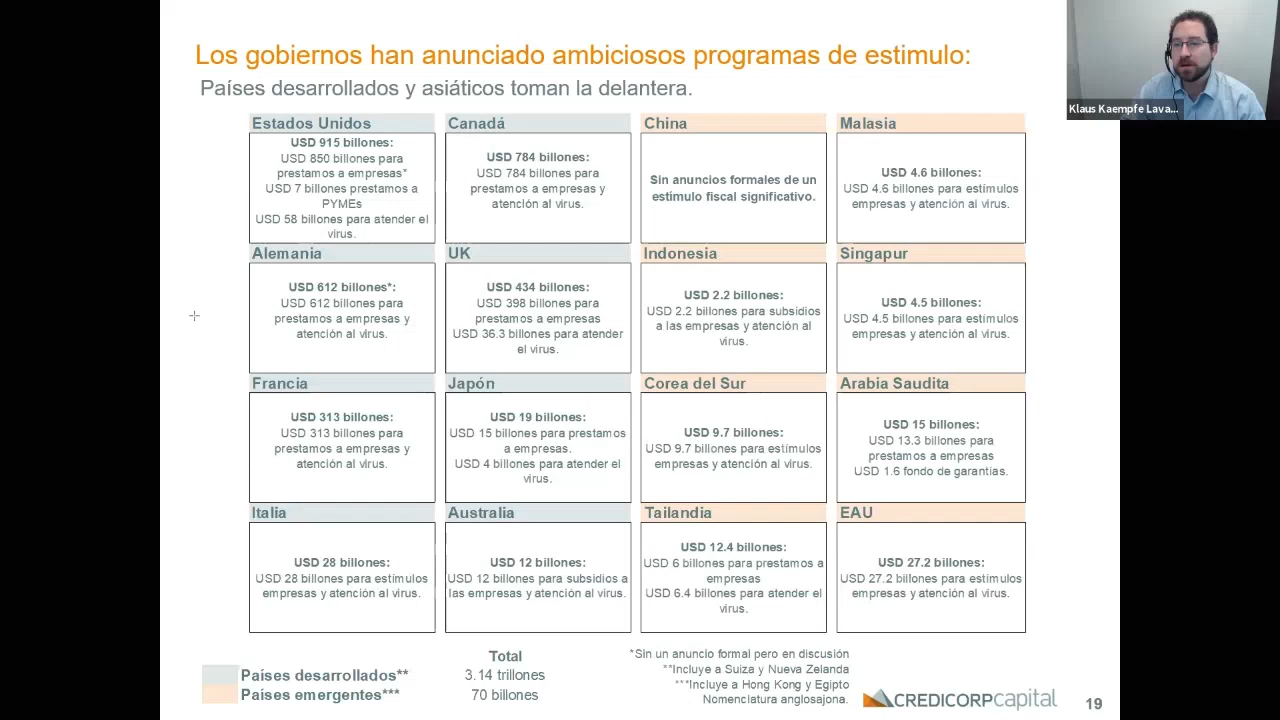 Los gobiernos han anunciado ambiciosos programas de estimulo:
Países desarrollados y asiáticos toman la delantera.
Klaus Kaempfe Lava...
Estados Unidos
USD 915 billones:
USD 850 billones para
prestamos a empresas*
USD 7 billones prestamos a
PYMEs
USD 58 billones para atender el
virus.
Canadá
USD 784 billones:
USD 784 billones para
prestamos a empresas y
atención al virus.
China
Sin anuncios formales de un
estímulo fiscal significativo.
Malasia
USD 4.6 billones:
USD 4.6 billones para estímulos
empresas y atención al virus.
Alemania
USD 612 billones*:
USD 612 billones para
prestamos a empresas y
atención al virus.
UK
USD 434 billones:
USD 398 billones para
prestamos a empresas
USD 36.3 billones para atender
el virus.
Indonesia
USD 2.2 billones:
USD 2.2 billones para subsidios
a las empresas y atención al
virus.
Singapur
USD 4.5 billones:
USD 4.5 billones para estímulos
empresas y atención al virus.
Francia
USD 313 billones:
USD 313 billones para
prestamos a empresas y
atención al virus.
Japón
USD 19 billones:
USD 15 billones para prestamos
a empresas.
USD 4 billones para atender el
virus.
Corea del Sur
USD 9.7 billones:
USD 9.7 billones para estímulos
empresas y atención al virus.
Arabia Saudita
USD 15 billones:
USD 13.3 billones para
prestamos a empresas
USD 1.6 fondo de garantías.
Italia
USD 28 billones:
USD 28 billones para estímulos
empresas y atención al virus.
Australia
USD 12 billones:
USD 12 billones para subsidios a
las empresas y atención al virus.
Tailandia
USD 12.4 billones:
USD 6 billones para prestamos a
empresas
USD 6.4 billones para atender el
virus.
EAU
USD 27.2 billones:
USD 27.2 billones para estímulos
empresas y atención al virus.
Total
Países desarrollados** 3.14 trillones
Países emergentes*** 70 billones
*Sin un anuncio formal pero en discusión
**Incluye a Suiza y Nueva Zelanda
***Incluye a Hong Kong y Egipto
Nomenclatura anglosajona.
CREDICORPcapital
19